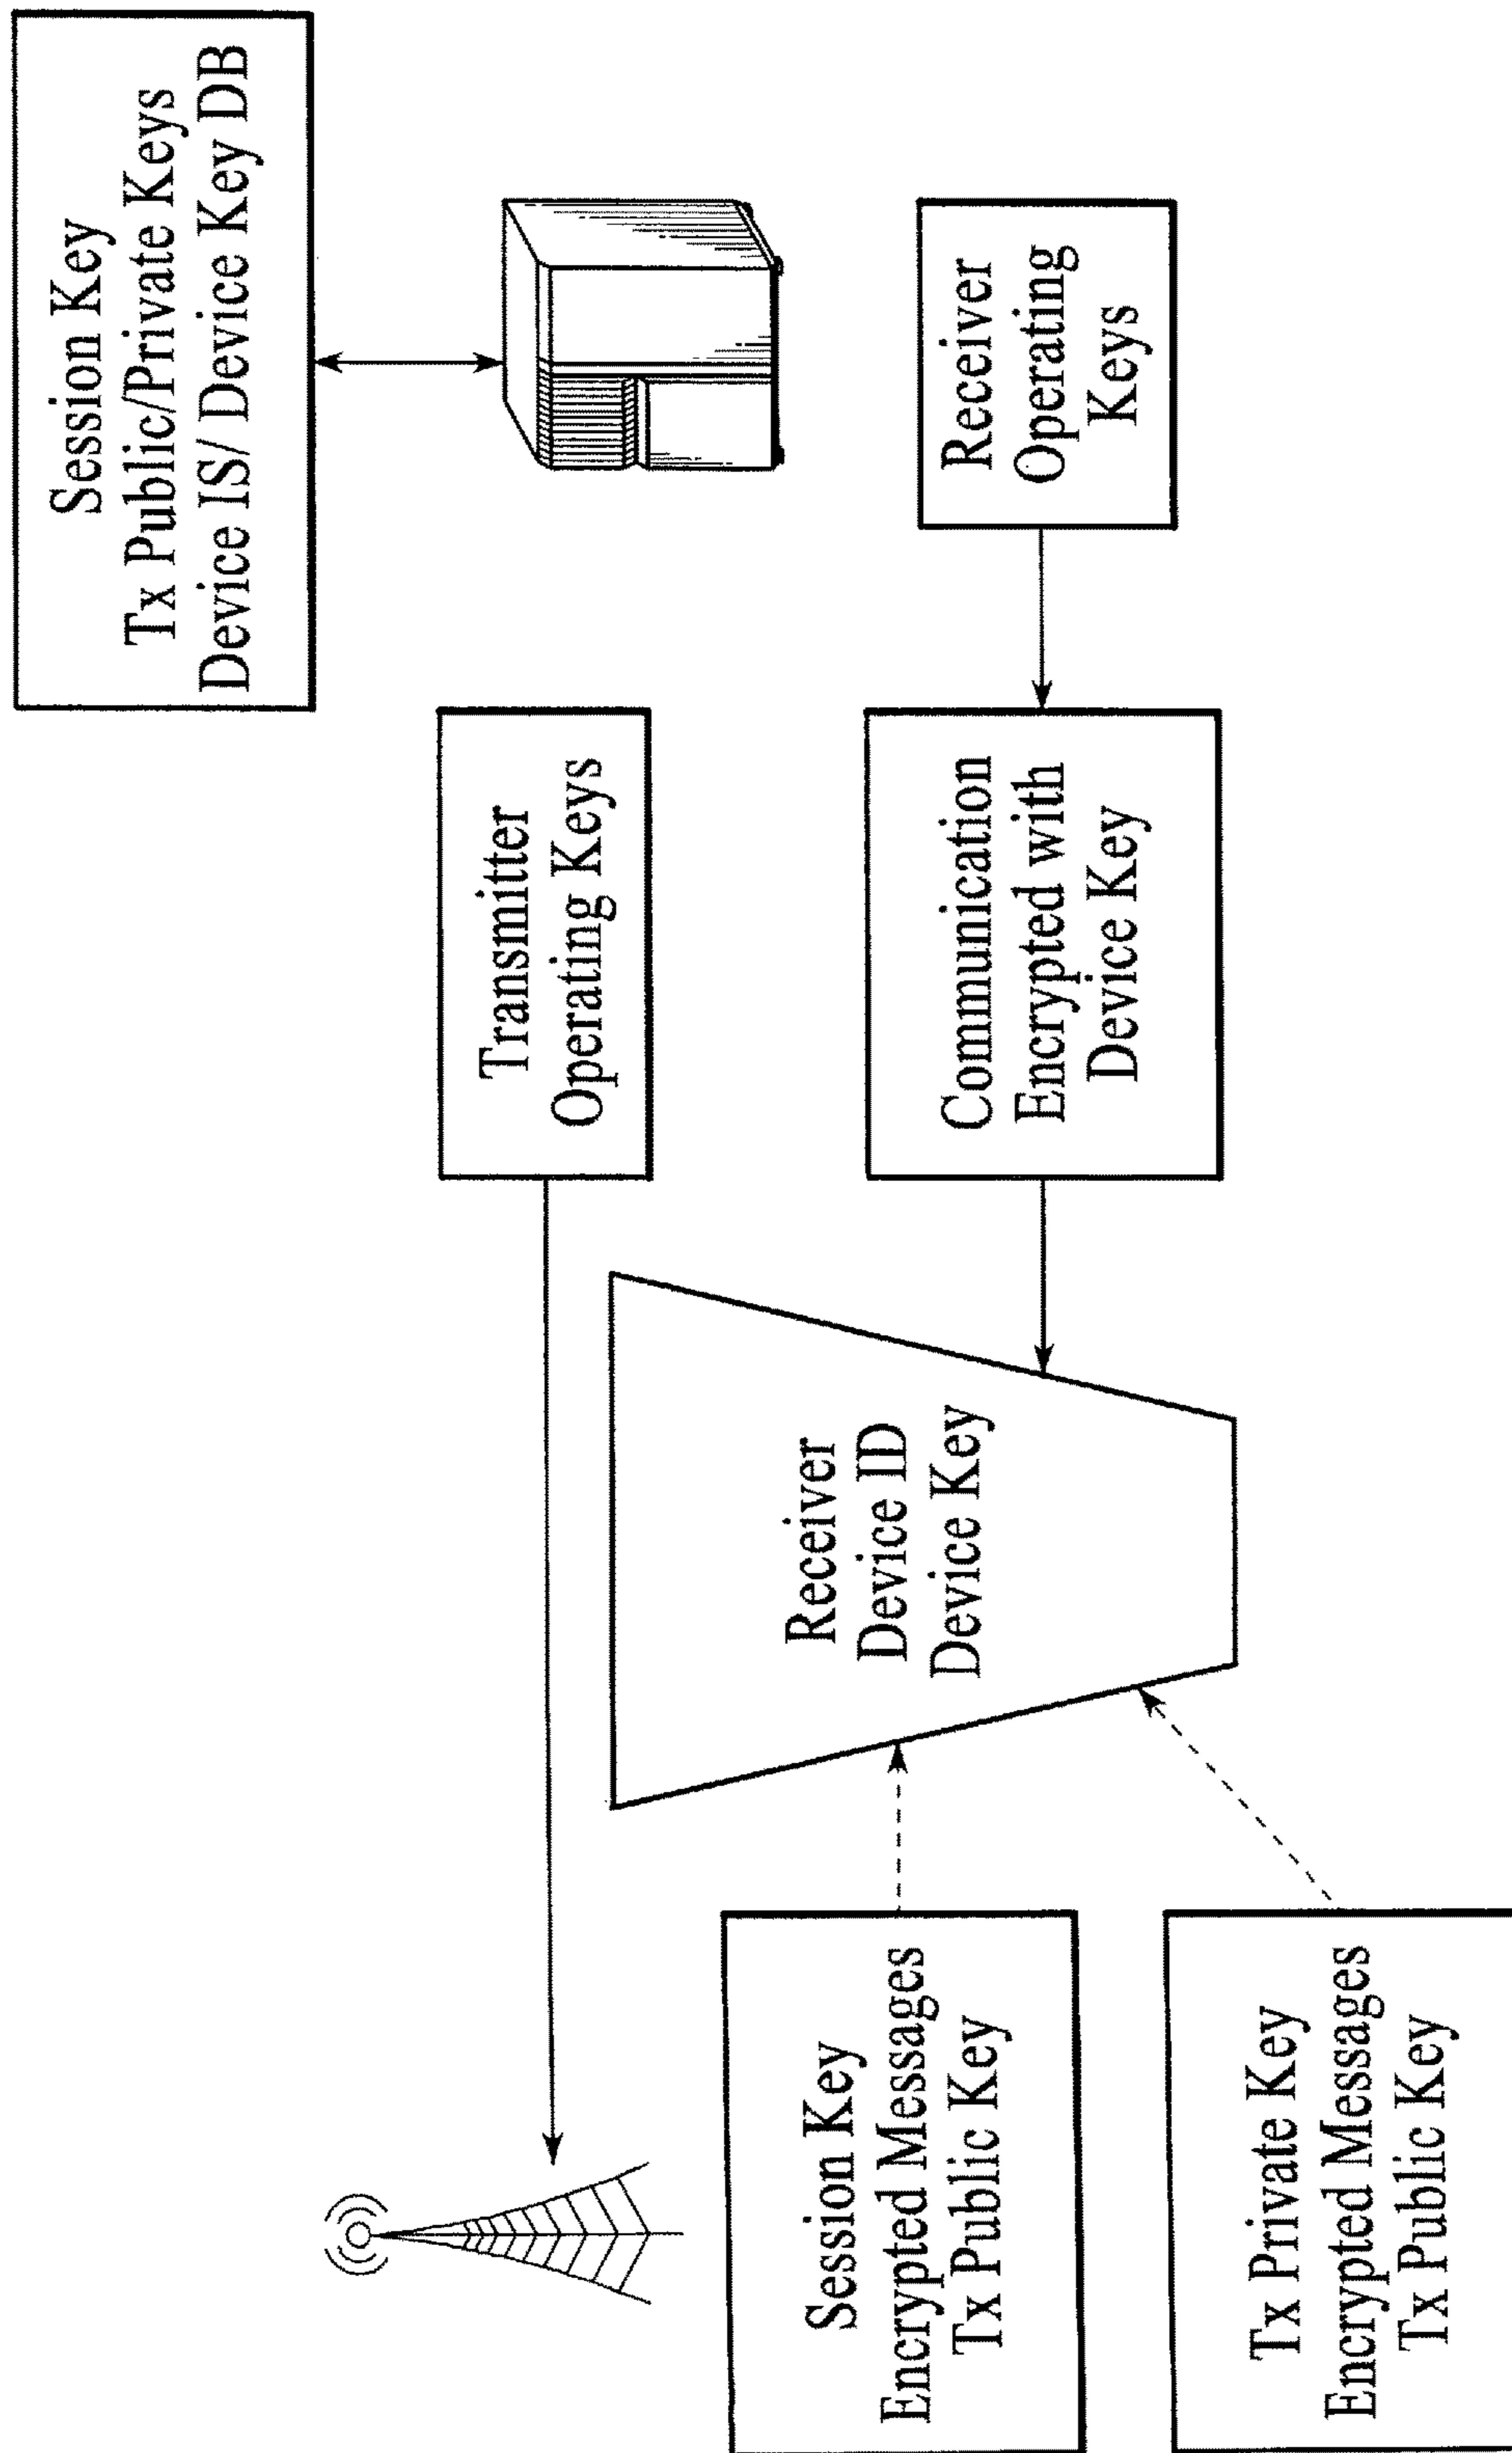 Session Key
Tx Public/Private Keys
Device IS/ Device Key DB
Transmitter
Operating Keys
Receiver
Operating
Keys
Communication
Encrypted with
Device Key
Receiver
Device ID
Device Key
Session Key
Encrypted Messages
Tx Public Key
Tx Private Key
Encrypted Messages
Tx Public Key